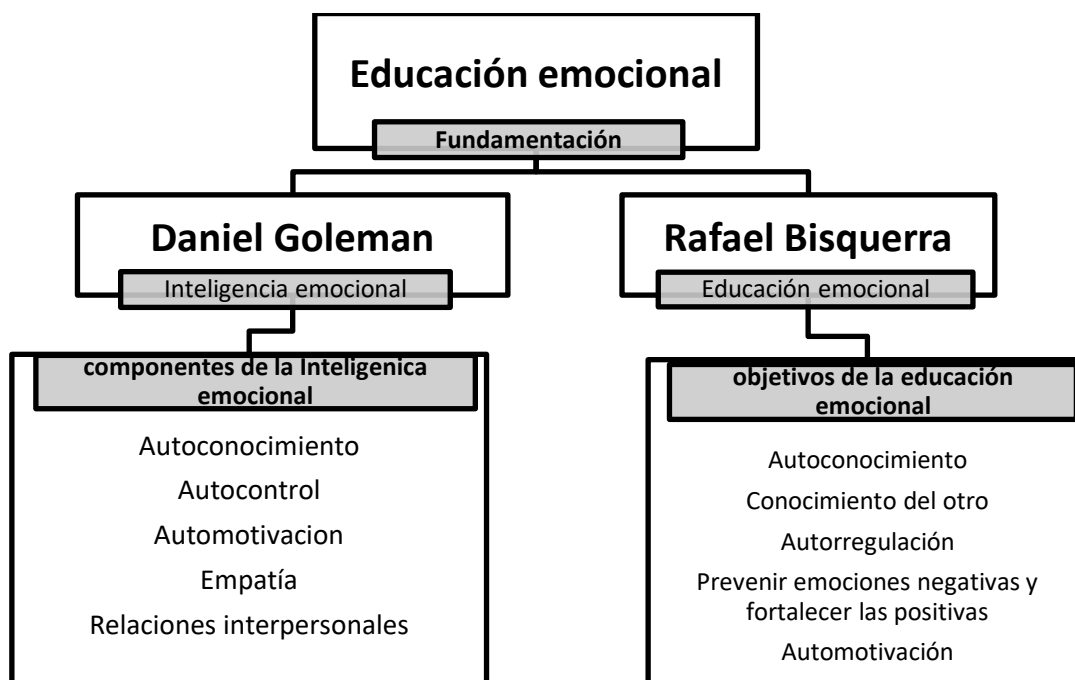 Educación emocional
Fundamentación
Daniel Goleman
Inteligencia emocional
componentes de la Inteligenica
emocional
Autoconocimiento
Autocontrol
Automotivacion
Empatía
Relaciones interpersonales
Rafael Bisquerra
Educación emocional
objetivos de la educación
emocional
Autoconocimiento
Conocimiento del otro
Autorregulación
Prevenir emociones negativas y
fortalecer las positivas
Automotivación